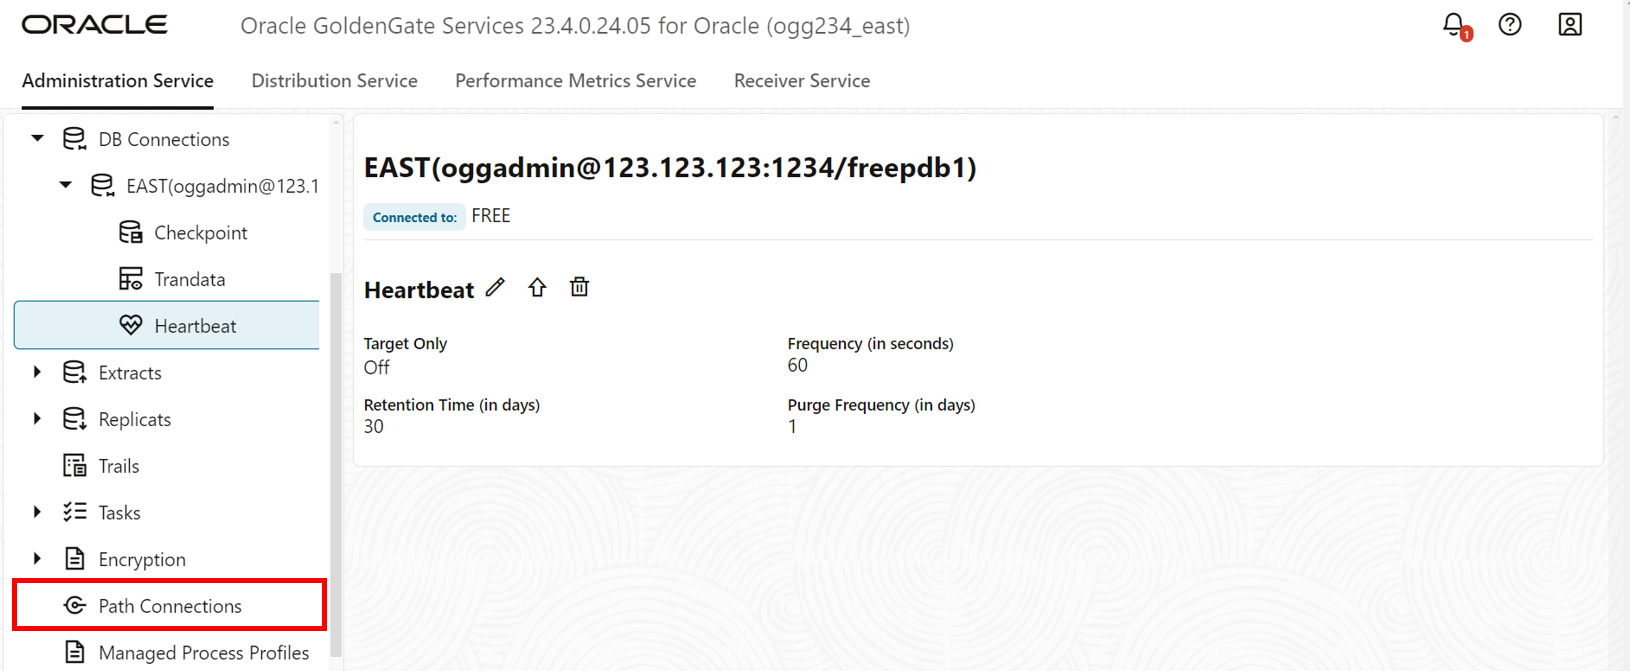 ORACLE
Oracle GoldenGate Services 23.4.0.24.05 for Oracle (ogg234_east)
1
Administration Service
Distribution Service
Performance Metrics Service
Receiver Service
DB Connections
EAST(oggadmin@123.1
Checkpoint
Trandata
Heartbeat
Extracts
Replicats
Trails
Tasks
Encryption
Path Connections
Managed Process Profiles
EAST(oggadmin@123.123.123:1234/freepdb1)
Connected to: FREE
Heartbeat
Target Only
Off
Frequency (in seconds)
60
Retention Time (in days)
30
Purge Frequency (in days)
1